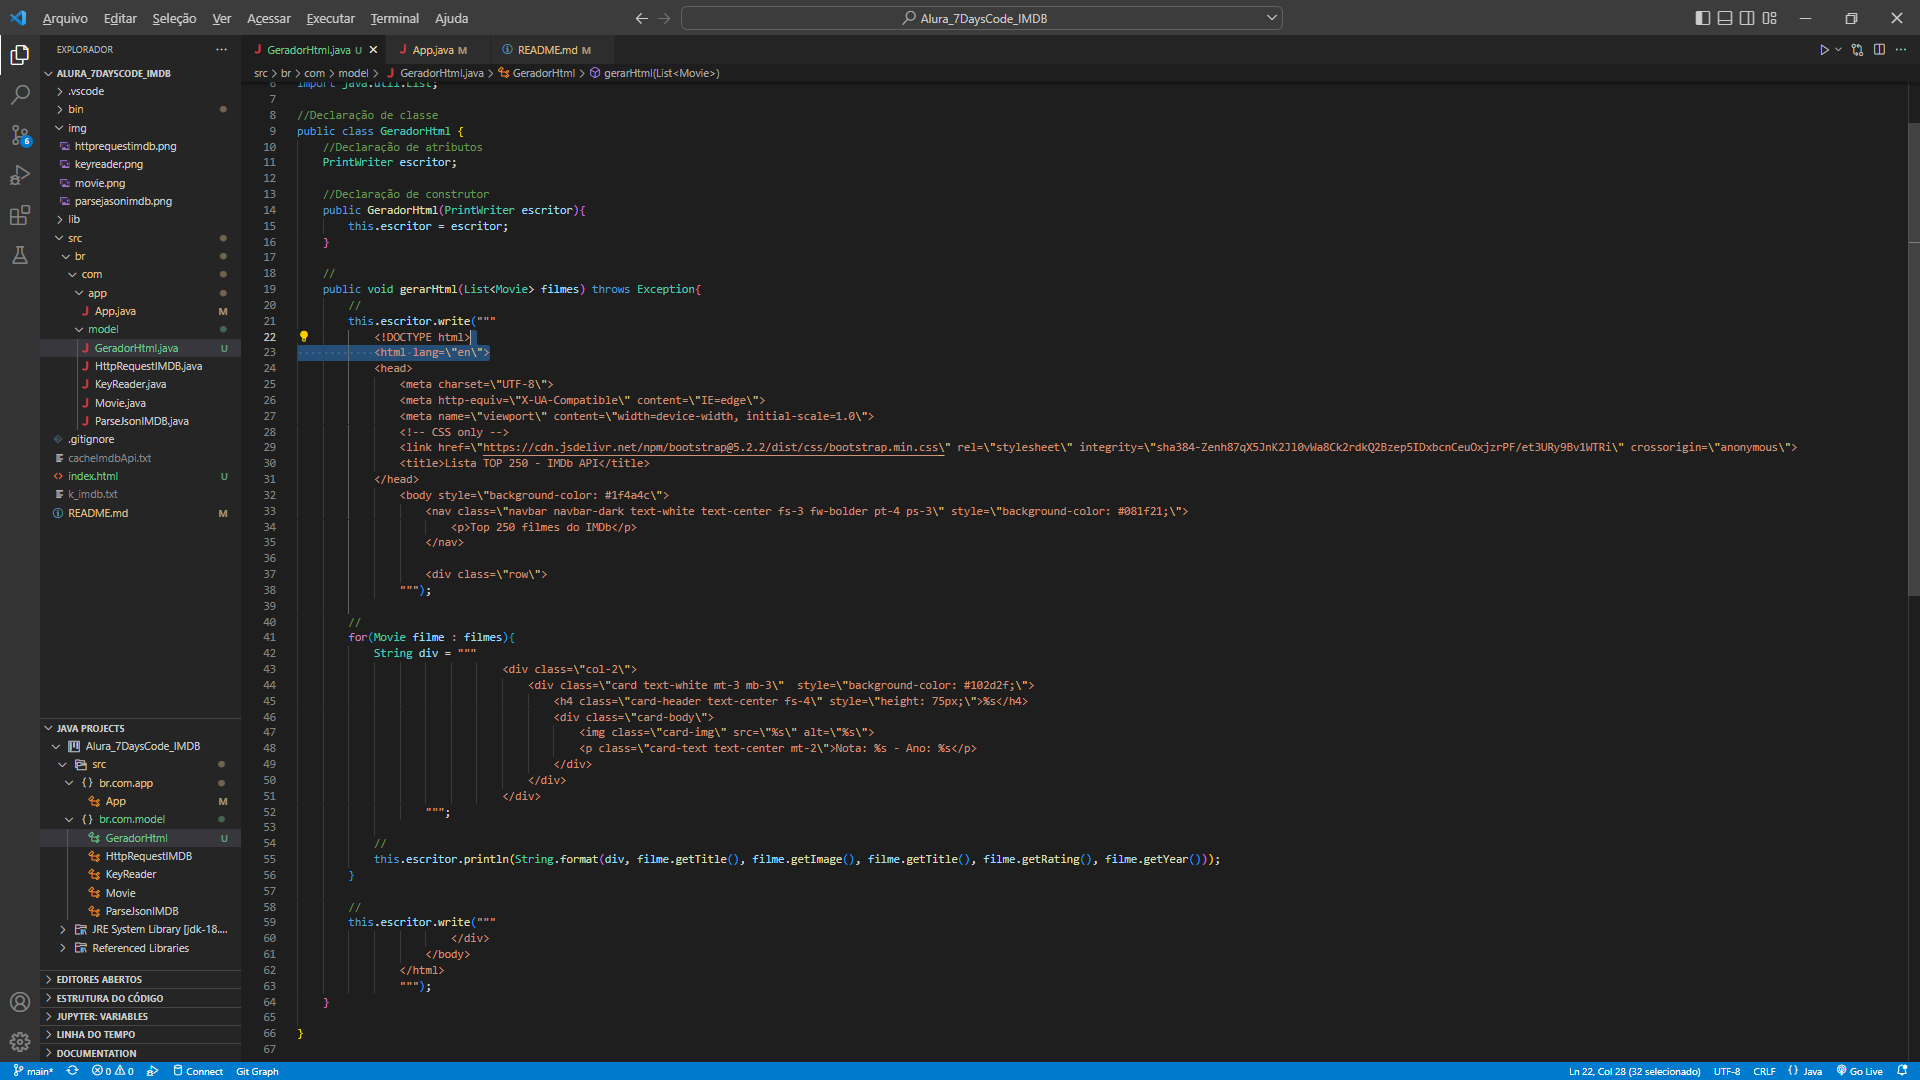 Arquivo Editar Seleção Ver Acessar Executar Terminal Ajuda
Alura_7DaysCode_IMDB
EXPLORADOR
ALURA_7DAYSCODE_IMDB
.vscode
bin
img
httprequestimdb.png
keyreader.png
movie.png
parsejasonimdb.png
lib
src
br
com
app
App.java M
model
GeradorHtml.java U
HttpRequestIMDB.java
KeyReader.java
Movie.java
ParseJsonIMDB.java
.gitignore
cacheImdbApi.txt
index.html U
k_imdb.txt
README.md M
JAVA PROJECTS
Alura_7DaysCode_IMDB
src
br.com.app
App M
br.com.model
GeradorHtml U
HttpRequestIMDB
KeyReader
Movie
ParseJsonIMDB
JRE System Library [jdk-18....
Referenced Libraries
EDITORES ABERTOS
ESTRUTURA DO CÓDIGO
JUPYTER: VARIABLES
LINHA DO TEMPO
DOCUMENTATION
GeradorHtml.java U App.java M README.md M
src > br > com > model > GeradorHtml.java > GeradorHtml > gerarHtml(List<Movie>)
6 import java.util.List;
7
8 //Declaração de classe
9 public class GeradorHtml {
10 //Declaração de atributos
11 PrintWriter escritor;
12
13 //Declaração de construtor
14 public GeradorHtml(PrintWriter escritor){
15 this.escritor = escritor;
16 }
17
18 //
19 public void gerarHtml(List<Movie> filmes) throws Exception{
20 //
21 this.escritor.write("""
22 <!DOCTYPE html>
23 <html lang=\"en\">
24 <head>
25 <meta charset=\"UTF-8\">
26 <meta http-equiv=\"X-UA-Compatible\" content=\"IE=edge\">
27 <meta name=\"viewport\" content=\"width=device-width, initial-scale=1.0\">
28 <!-- CSS only -->
29 <link href=\"https://cdn.jsdelivr.net/npm/bootstrap@5.2.2/dist/css/bootstrap.min.css\" rel=\"stylesheet\" integrity=\"sha384-Zenh87qX5JnK2Jl0vWa8Ck2rdkQ2Bzep5IDxbcnCeuOxjzrPF/et3URy9Bv1WTRi\" crossorigin=\"anonymous\">
30 <title>Lista TOP 250 - IMDb API</title>
31 </head>
32 <body style=\"background-color: #1f4a4c\">
33 <nav class=\"navbar navbar-dark text-white text-center fs-3 fw-bolder pt-4 ps-3\" style=\"background-color: #081f21;\">
34 <p>Top 250 filmes do IMDb</p>
35 </nav>
36
37 <div class=\"row\">
38 """);
39
40 //
41 for(Movie filme : filmes){
42 String div = """
43 <div class=\"col-2\">
44 <div class=\"card text-white mt-3 mb-3\"  style=\"background-color: #102d2f;\">
45 <h4 class=\"card-header text-center fs-4\" style=\"height: 75px;\">%s</h4>
46 <div class=\"card-body\">
47 <img class=\"card-img\" src=\"%s\" alt=\"%s\">
48 <p class=\"card-text text-center mt-2\">Nota: %s - Ano: %s</p>
49 </div>
50 </div>
51 </div>
52 """;
53
54 //
55 this.escritor.println(String.format(div, filme.getTitle(), filme.getImage(), filme.getTitle(), filme.getRating(), filme.getYear()));
56 }
57
58 //
59 this.escritor.write("""
60 </div>
61 </body>
62 </html>
63 """);
64 }
65
66 }
67
main* 0 0 Connect Git Graph Ln 22, Col 28 (32 selecionado) UTF-8 CRLF {} Java Go Live
6